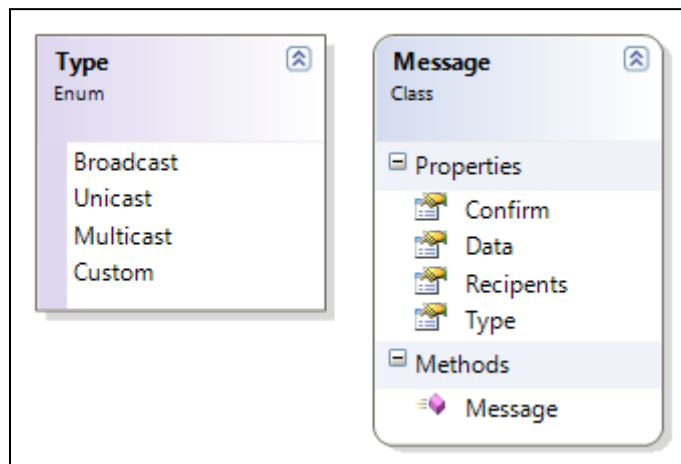 Type
Enum
Broadcast
Unicast
Multicast
Custom
Message
Class
Properties
Confirm
Data
Recipents
Type
Methods
Message